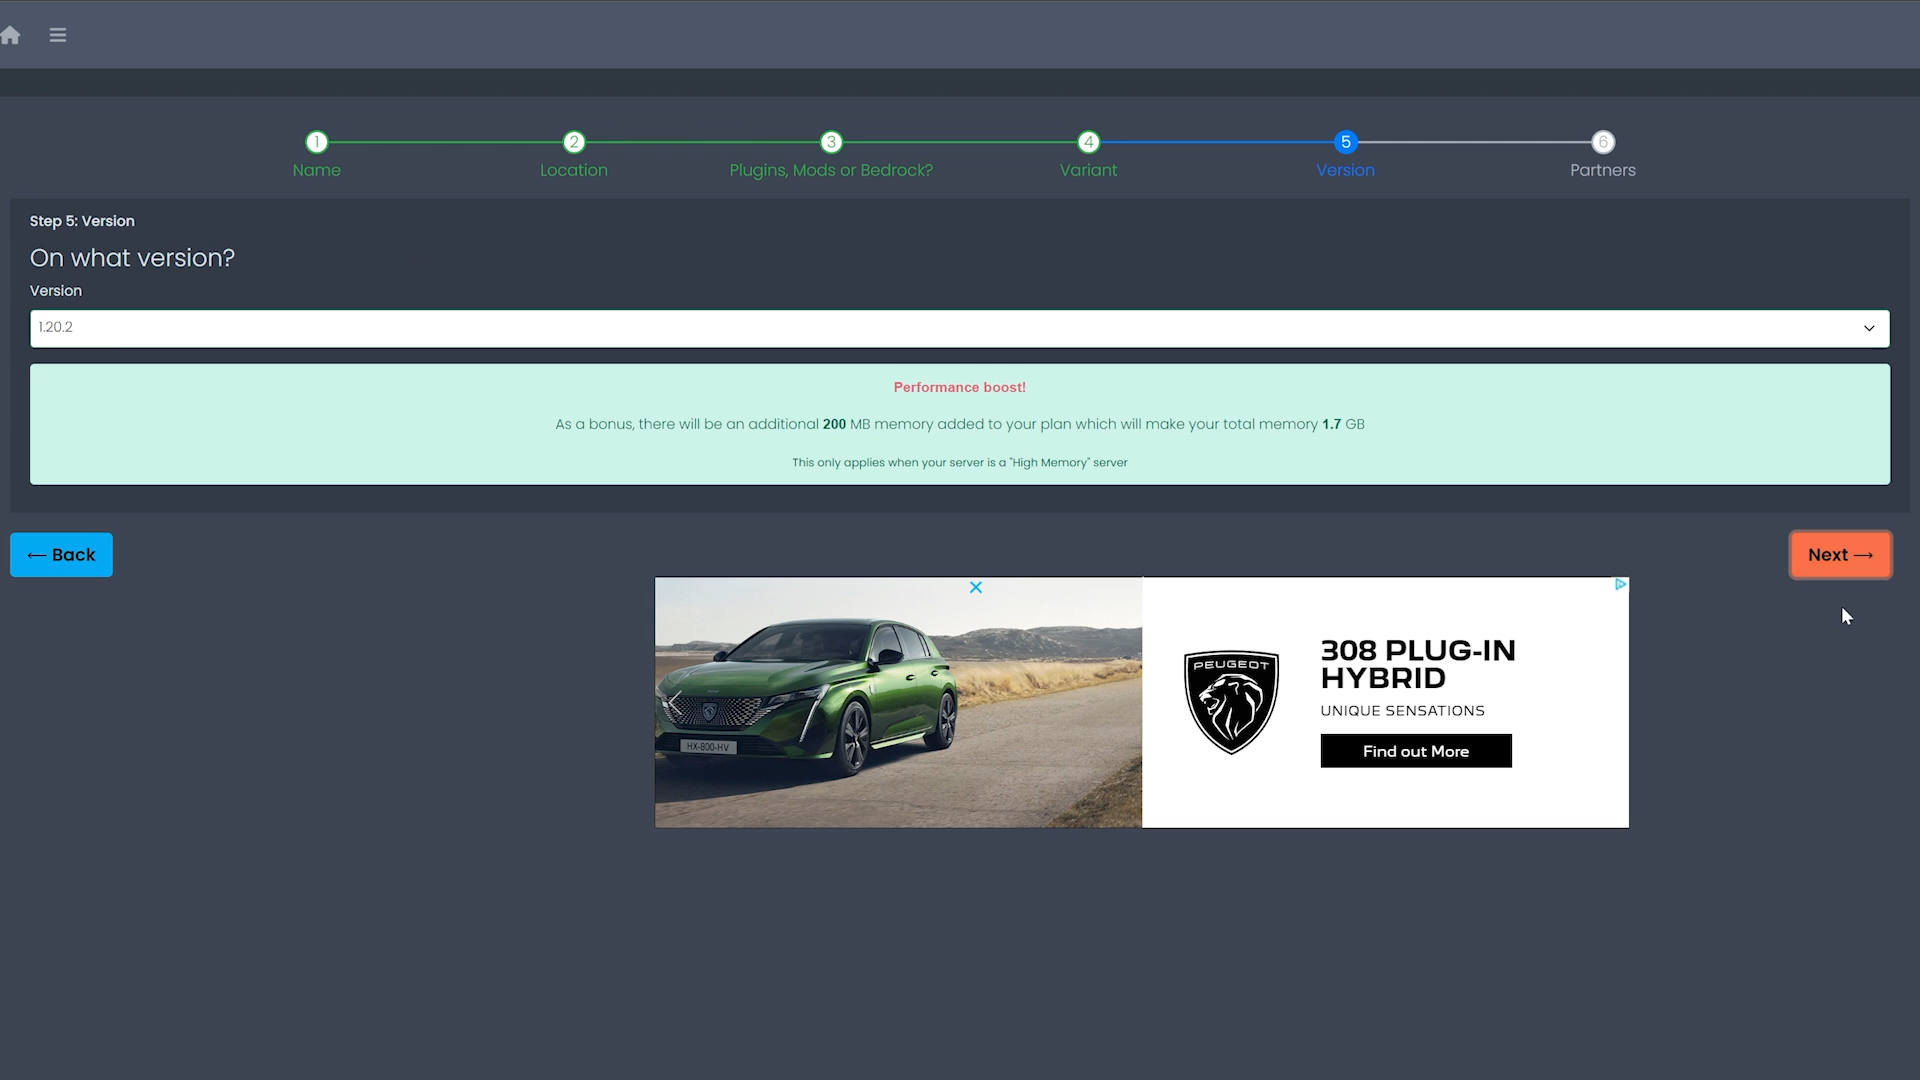 1
2
3
4
5
6
Name
Location
Plugins, Mods or Bedrock?
Variant
Version
Partners
Step 5: Version
On what version?
Version
1.20.2
Performance boost!
As a bonus, there will be an additional 200 MB memory added to your plan which will make your total memory 1.7 GB
This only applies when your server is a "High Memory" server
← Back
Next →
HX-800-HV
PEUGEOT
308 PLUG-IN
HYBRID
UNIQUE SENSATIONS
Find out More